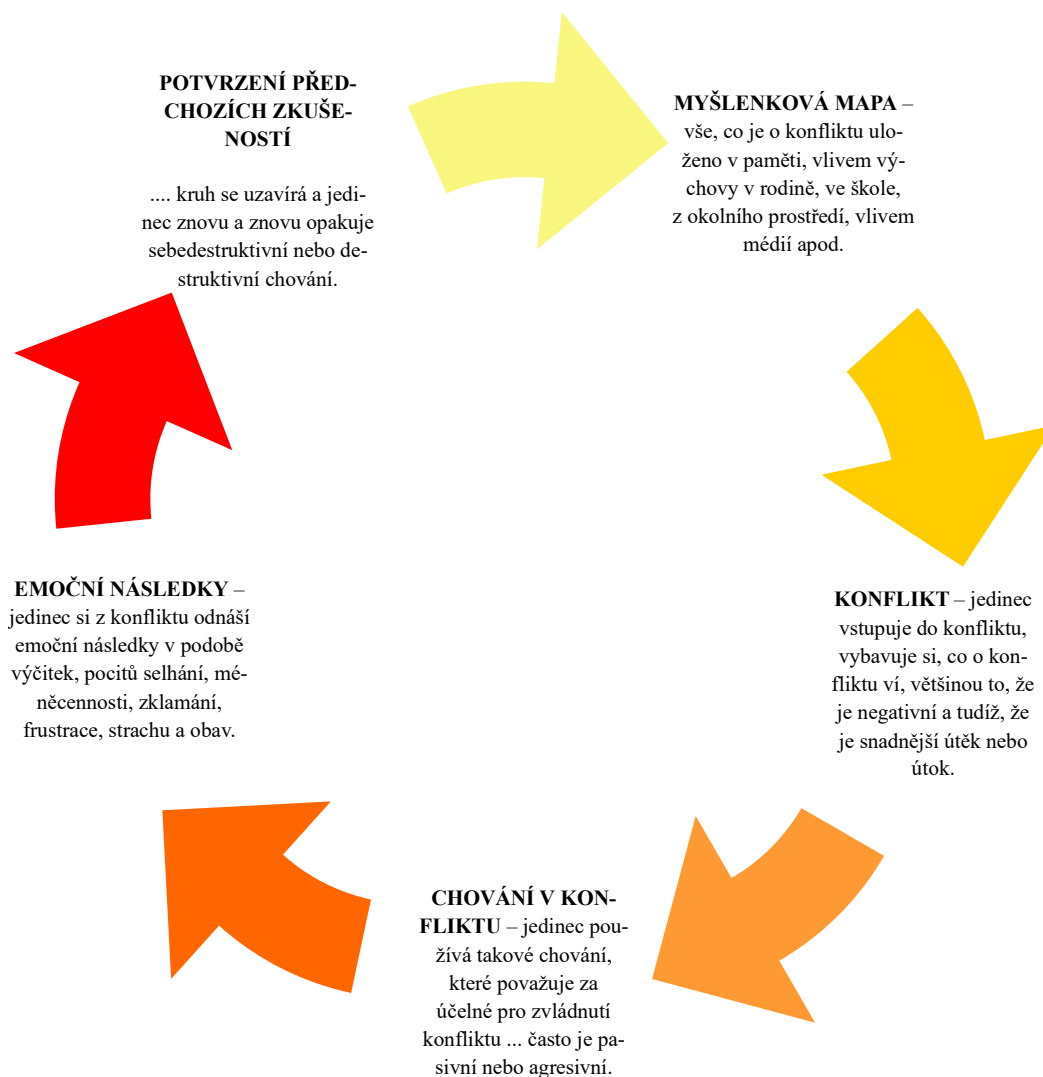 POTVRZENÍ PŘED-
CHOZÍCH ZKUŠE-
NOSTÍ
.... kruh se uzavírá a jedi-
nec znovu a znovu opakuje
sebedestruktivní nebo de-
struktivní chování.
MYŠLENKOVÁ MAPA –
vše, co je o konfliktu ulo-
ženo v paměti, vlivem vý-
chovy v rodině, ve škole,
z okolního prostředí, vlivem
médií apod.
KONFLIKT – jedinec
vstupuje do konfliktu,
vybavuje si, co o kon-
fliktu ví, většinou to, že
je negativní a tudíž, že
je snadnější útěk nebo
útok.
CHOVÁNÍ V KON-
FLIKTU – jedinec pou-
žívá takové chování,
které považuje za
účelné pro zvládnutí
konfliktu ... často je pa-
sivní nebo agresivní.
EMOČNÍ NÁSLEDKY –
jedinec si z konfliktu odnáší
emoční následky v podobě
výčitek, pocitů selhání, mé-
něcennosti, zklamání,
frustrace, strachu a obav.